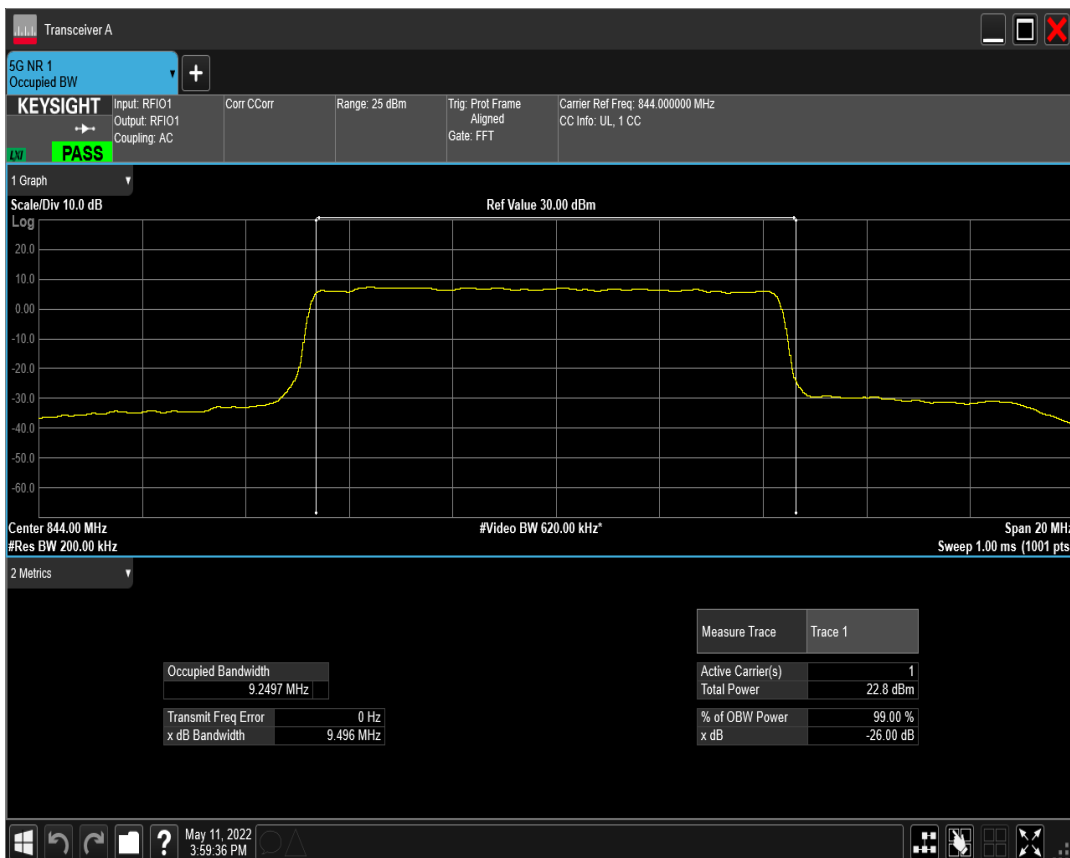 Transceiver A
5G NR 1
Occupied BW
+
KEYSIGHT
LXI
PASS
Input: RFIO1
Output: RFIO1
Coupling: AC
Corr CCorr
Range: 25 dBm
Trig: Prot Frame
Aligned
Gate: FFT
Carrier Ref Freq: 844.000000 MHz
CC Info: UL, 1 CC
1 Graph
Scale/Div 10.0 dB
Ref Value 30.00 dBm
Log
20.0
10.0
0.00
-10.0
-20.0
-30.0
-40.0
-50.0
-60.0
Center 844.00 MHz
#Video BW 620.00 kHz*
Span 20 MHz
#Res BW 200.00 kHz
Sweep 1.00 ms (1001 pts
2 Metrics
Measure Trace Trace 1
Occupied Bandwidth
9.2497 MHz
Active Carrier(s) 1
Total Power 22.8 dBm
Transmit Freq Error 0 Hz
x dB Bandwidth 9.496 MHz
% of OBW Power 99.00 %
x dB -26.00 dB
?
May 11, 2022
3:59:36 PM